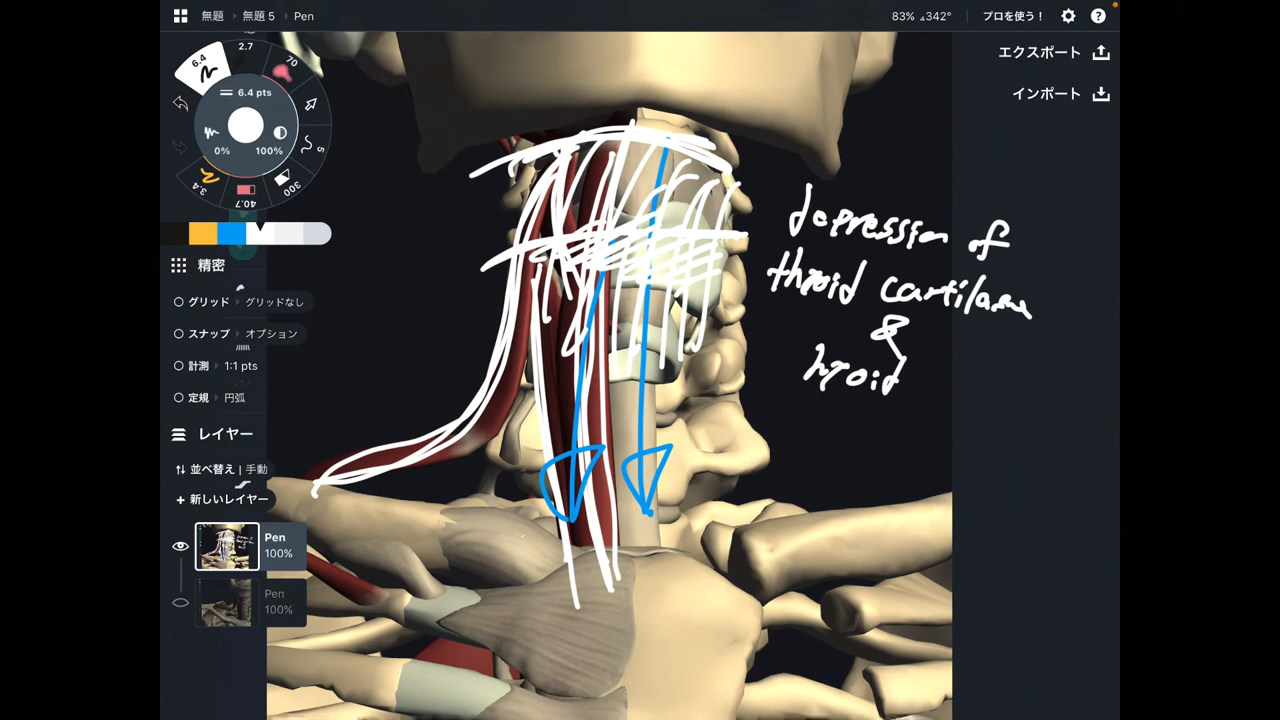 無題 > 無題 5 > Pen
83% ⦞342°
プロを使う！
エクスポート
インポート
2.7
6.4
70
6.4 pts
5
0%
100%
3.4
40.7
300
精密
グリッド > グリッドなし
スナップ > オプション
計測 > 1:1 pts
定規 > 円弧
レイヤー
並べ替え | 手動
+ 新しいレイヤー
Pen
100%
Pen
100%
depression of
thyoid cartilage
&
hyoid